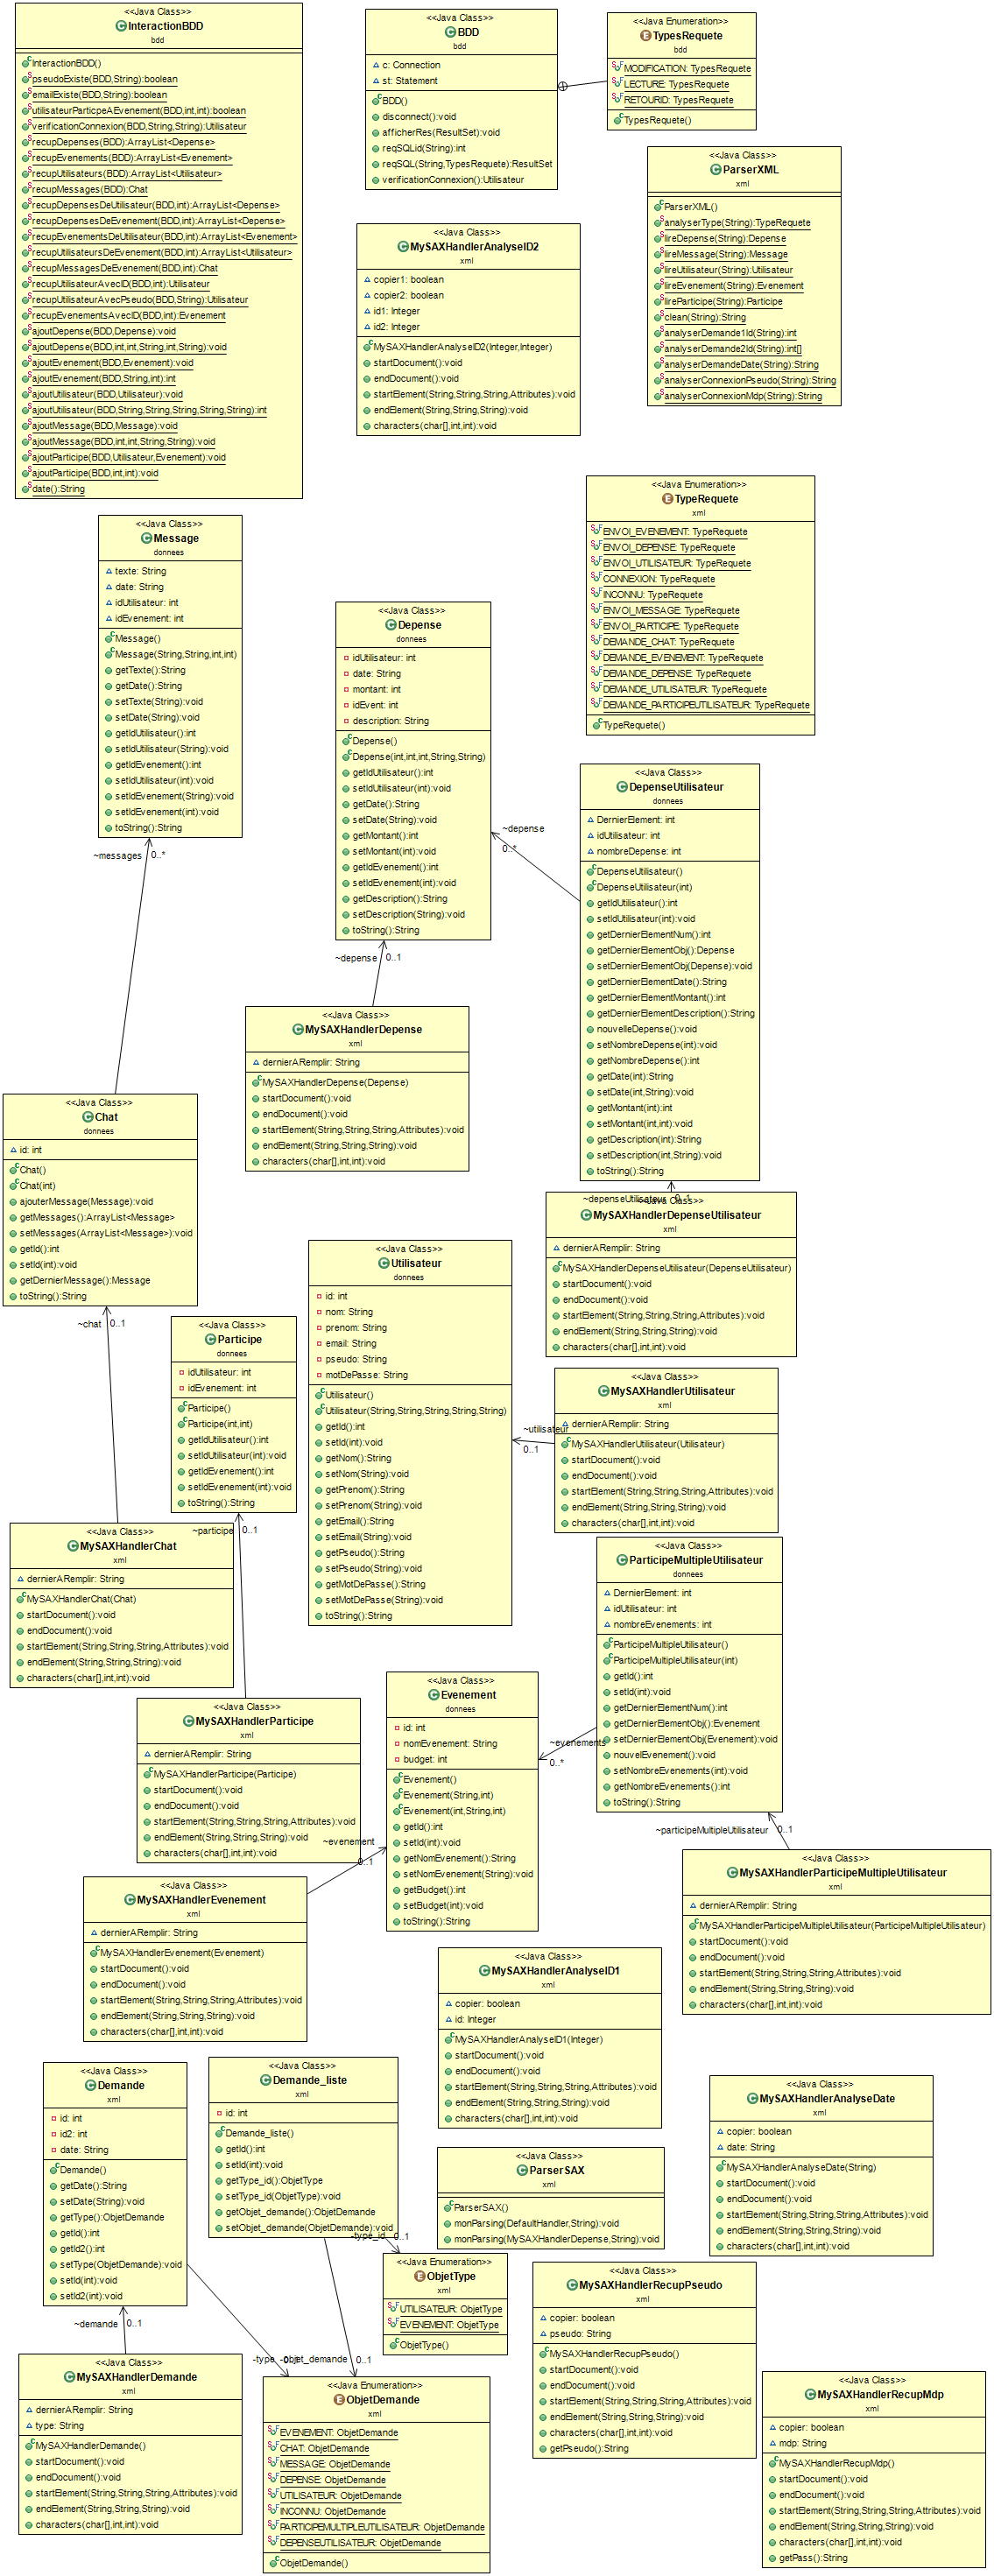 <<Java Class>>
InteractionBDD
bdd
InteractionBDD()
pseudoExiste(BDD,String):boolean
emailExiste(BDD,String):boolean
utilisateurParticpeAEvenement(BDD,int,int):boolean
verificationConnexion(BDD,String,String):Utilisateur
recupDepenses(BDD):ArrayList<Depense>
recupEvenements(BDD):ArrayList<Evenement>
recupUtilisateurs(BDD):ArrayList<Utilisateur>
recupMessages(BDD):Chat
recupDepensesDeUtilisateur(BDD,int):ArrayList<Depense>
recupDepensesDeEvenement(BDD,int):ArrayList<Depense>
recupEvenementsDeUtilisateur(BDD,int):ArrayList<Evenement>
recupUtilisateursDeEvenement(BDD,int):ArrayList<Utilisateur>
recupMessagesDeEvenement(BDD,int):Chat
recupUtilisateurAvecID(BDD,int):Utilisateur
recupUtilisateurAvecPseudo(BDD,String):Utilisateur
recupEvenementsAvecID(BDD,int):Evenement
ajoutDepense(BDD,Depense):void
ajoutDepense(BDD,int,int,String,int,String):void
ajoutEvenement(BDD,Evenement):void
ajoutEvenement(BDD,String,int):int
ajoutUtilisateur(BDD,Utilisateur):void
ajoutUtilisateur(BDD,String,String,String,String,String):int
ajoutMessage(BDD,Message):void
ajoutMessage(BDD,int,int,String,String):void
ajoutParticipe(BDD,Utilisateur,Evenement):void
ajoutParticipe(BDD,int,int):void
date():String
<<Java Class>>
BDD
bdd
c: Connection
st: Statement
BDD()
disconnect():void
afficherRes(ResultSet):void
reqSQLid(String):int
reqSQL(String,TypesRequete):ResultSet
verificationConnexion():Utilisateur
<<Java Enumeration>>
TypesRequete
bdd
MODIFICATION: TypesRequete
LECTURE: TypesRequete
RETOURID: TypesRequete
TypesRequete()
<<Java Class>>
ParserXML
xml
ParserXML()
analyserType(String):TypeRequete
lireDepense(String):Depense
lireMessage(String):Message
lireUtilisateur(String):Utilisateur
lireEvenement(String):Evenement
lireParticipe(String):Participe
clean(String):String
analyserDemande1Id(String):int
analyserDemande2Id(String):int[]
analyserDemandeDate(String):String
analyserConnexionPseudo(String):String
analyserConnexionMdp(String):String
<<Java Class>>
MySAXHandlerAnalyseID2
xml
copier1: boolean
copier2: boolean
id1: Integer
id2: Integer
MySAXHandlerAnalyseID2(Integer,Integer)
startDocument():void
endDocument():void
startElement(String,String,String,Attributes):void
endElement(String,String,String):void
characters(char[],int,int):void
<<Java Enumeration>>
TypeRequete
xml
ENVOI_EVENEMENT: TypeRequete
ENVOI_DEPENSE: TypeRequete
ENVOI_UTILISATEUR: TypeRequete
CONNEXION: TypeRequete
INCONNU: TypeRequete
ENVOI_MESSAGE: TypeRequete
ENVOI_PARTICIPE: TypeRequete
DEMANDE_CHAT: TypeRequete
DEMANDE_EVENEMENT: TypeRequete
DEMANDE_DEPENSE: TypeRequete
DEMANDE_UTILISATEUR: TypeRequete
DEMANDE_PARTICIPEUTILISATEUR: TypeRequete
TypeRequete()
<<Java Class>>
Message
donnees
texte: String
date: String
idUtilisateur: int
idEvenement: int
Message()
Message(String,String,int,int)
getTexte():String
getDate():String
setTexte(String):void
setDate(String):void
getIdUtilisateur():int
setIdUtilisateur(String):void
getIdEvenement():int
setIdUtilisateur(int):void
setIdEvenement(String):void
setIdEvenement(int):void
toString():String
~messages 0..*
<<Java Class>>
Depense
donnees
idUtilisateur: int
date: String
montant: int
idEvent: int
description: String
Depense()
Depense(int,int,int,String,String)
getIdUtilisateur():int
setIdUtilisateur(int):void
getDate():String
setDate(String):void
getMontant():int
setMontant(int):void
getIdEvenement():int
setIdEvenement(int):void
getDescription():String
setDescription(String):void
toString():String
~depense 0..1
~depense
0..*
<<Java Class>>
DepenseUtilisateur
donnees
DernierElement: int
idUtilisateur: int
nombreDepense: int
DepenseUtilisateur()
DepenseUtilisateur(int)
getIdUtilisateur():int
setIdUtilisateur(int):void
getDernierElementNum():int
getDernierElementObj():Depense
setDernierElementObj(Depense):void
getDernierElementDate():String
getDernierElementMontant():int
getDernierElementDescription():String
nouvelleDepense():void
setNombreDepense(int):void
getNombreDepense():int
getDate(int):String
setDate(int,String):void
getMontant(int):int
setMontant(int,int):void
getDescription(int):String
setDescription(int,String):void
toString():String
<<Java Class>>
MySAXHandlerDepense
xml
dernierARemplir: String
MySAXHandlerDepense(Depense)
startDocument():void
endDocument():void
startElement(String,String,String,Attributes):void
endElement(String,String,String):void
characters(char[],int,int):void
<<Java Class>>
Chat
donnees
id: int
Chat()
Chat(int)
ajouterMessage(Message):void
getMessages():ArrayList<Message>
setMessages(ArrayList<Message>):void
getId():int
setId(int):void
getDernierMessage():Message
toString():String
~chat 0..1
~depenseUtilisateur 0..1
<<Java Class>>
MySAXHandlerDepenseUtilisateur
xml
dernierARemplir: String
MySAXHandlerDepenseUtilisateur(DepenseUtilisateur)
startDocument():void
endDocument():void
startElement(String,String,String,Attributes):void
endElement(String,String,String):void
characters(char[],int,int):void
<<Java Class>>
Utilisateur
donnees
id: int
nom: String
prenom: String
email: String
pseudo: String
motDePasse: String
Utilisateur()
Utilisateur(String,String,String,String,String)
getId():int
setId(int):void
getNom():String
setNom(String):void
getPrenom():String
setPrenom(String):void
getEmail():String
setEmail(String):void
getPseudo():String
setPseudo(String):void
getMotDePasse():String
setMotDePasse(String):void
toString():String
<<Java Class>>
Participe
donnees
idUtilisateur: int
idEvenement: int
Participe()
Participe(int,int)
getIdUtilisateur():int
setIdUtilisateur(int):void
getIdEvenement():int
setIdEvenement(int):void
toString():String
~participe 0..1
<<Java Class>>
MySAXHandlerUtilisateur
xml
dernierARemplir: String
MySAXHandlerUtilisateur(Utilisateur)
startDocument():void
endDocument():void
startElement(String,String,String,Attributes):void
endElement(String,String,String):void
characters(char[],int,int):void
~utilisateur
0..1
<<Java Class>>
MySAXHandlerChat
xml
dernierARemplir: String
MySAXHandlerChat(Chat)
startDocument():void
endDocument():void
startElement(String,String,String,Attributes):void
endElement(String,String,String):void
characters(char[],int,int):void
<<Java Class>>
ParticipeMultipleUtilisateur
donnees
DernierElement: int
idUtilisateur: int
nombreEvenements: int
ParticipeMultipleUtilisateur()
ParticipeMultipleUtilisateur(int)
getId():int
setId(int):void
getDernierElementNum():int
getDernierElementObj():Evenement
setDernierElementObj(Evenement):void
nouvelEvenement():void
setNombreEvenements(int):void
getNombreEvenements():int
toString():String
~evenements
0..*
<<Java Class>>
Evenement
donnees
id: int
nomEvenement: String
budget: int
Evenement()
Evenement(String,int)
Evenement(int,String,int)
getId():int
setId(int):void
getNomEvenement():String
setNomEvenement(String):void
getBudget():int
setBudget(int):void
toString():String
<<Java Class>>
MySAXHandlerParticipe
xml
dernierARemplir: String
MySAXHandlerParticipe(Participe)
startDocument():void
endDocument():void
startElement(String,String,String,Attributes):void
endElement(String,String,String):void
characters(char[],int,int):void
~evenement
0..1
~participeMultipleUtilisateur 0..1
<<Java Class>>
MySAXHandlerParticipeMultipleUtilisateur
xml
dernierARemplir: String
MySAXHandlerParticipeMultipleUtilisateur(ParticipeMultipleUtilisateur)
startDocument():void
endDocument():void
startElement(String,String,String,Attributes):void
endElement(String,String,String):void
characters(char[],int,int):void
<<Java Class>>
MySAXHandlerEvenement
xml
dernierARemplir: String
MySAXHandlerEvenement(Evenement)
startDocument():void
endDocument():void
startElement(String,String,String,Attributes):void
endElement(String,String,String):void
characters(char[],int,int):void
<<Java Class>>
MySAXHandlerAnalyseID1
xml
copier: boolean
id: Integer
MySAXHandlerAnalyseID1(Integer)
startDocument():void
endDocument():void
startElement(String,String,String,Attributes):void
endElement(String,String,String):void
characters(char[],int,int):void
<<Java Class>>
Demande
xml
id: int
id2: int
date: String
Demande()
getDate():String
setDate(String):void
getType():ObjetDemande
getId():int
getId2():int
setType(ObjetDemande):void
setId(int):void
setId2(int):void
~demande 0..1
<<Java Class>>
Demande_liste
xml
id: int
Demande_liste()
getId():int
setId(int):void
getType_id():ObjetType
setType_id(ObjetType):void
getObjet_demande():ObjetDemande
setObjet_demande(ObjetDemande):void
-type_id 0..1
<<Java Class>>
MySAXHandlerAnalyseDate
xml
copier: boolean
date: String
MySAXHandlerAnalyseDate(String)
startDocument():void
endDocument():void
startElement(String,String,String,Attributes):void
endElement(String,String,String):void
characters(char[],int,int):void
<<Java Class>>
ParserSAX
xml
ParserSAX()
monParsing(DefaultHandler,String):void
monParsing(MySAXHandlerDepense,String):void
<<Java Enumeration>>
ObjetType
xml
UTILISATEUR: ObjetType
EVENEMENT: ObjetType
ObjetType()
<<Java Class>>
MySAXHandlerRecupPseudo
xml
copier: boolean
pseudo: String
MySAXHandlerRecupPseudo()
startDocument():void
endDocument():void
startElement(String,String,String,Attributes):void
endElement(String,String,String):void
characters(char[],int,int):void
getPseudo():String
-type 0..1 -objet_demande 0..1
<<Java Class>>
MySAXHandlerDemande
xml
dernierARemplir: String
type: String
MySAXHandlerDemande()
startDocument():void
endDocument():void
startElement(String,String,String,Attributes):void
endElement(String,String,String):void
characters(char[],int,int):void
<<Java Enumeration>>
ObjetDemande
xml
EVENEMENT: ObjetDemande
CHAT: ObjetDemande
MESSAGE: ObjetDemande
DEPENSE: ObjetDemande
UTILISATEUR: ObjetDemande
INCONNU: ObjetDemande
PARTICIPEMULTIPLEUTILISATEUR: ObjetDemande
DEPENSEUTILISATEUR: ObjetDemande
ObjetDemande()
<<Java Class>>
MySAXHandlerRecupMdp
xml
copier: boolean
mdp: String
MySAXHandlerRecupMdp()
startDocument():void
endDocument():void
startElement(String,String,String,Attributes):void
endElement(String,String,String):void
characters(char[],int,int):void
getPass():String